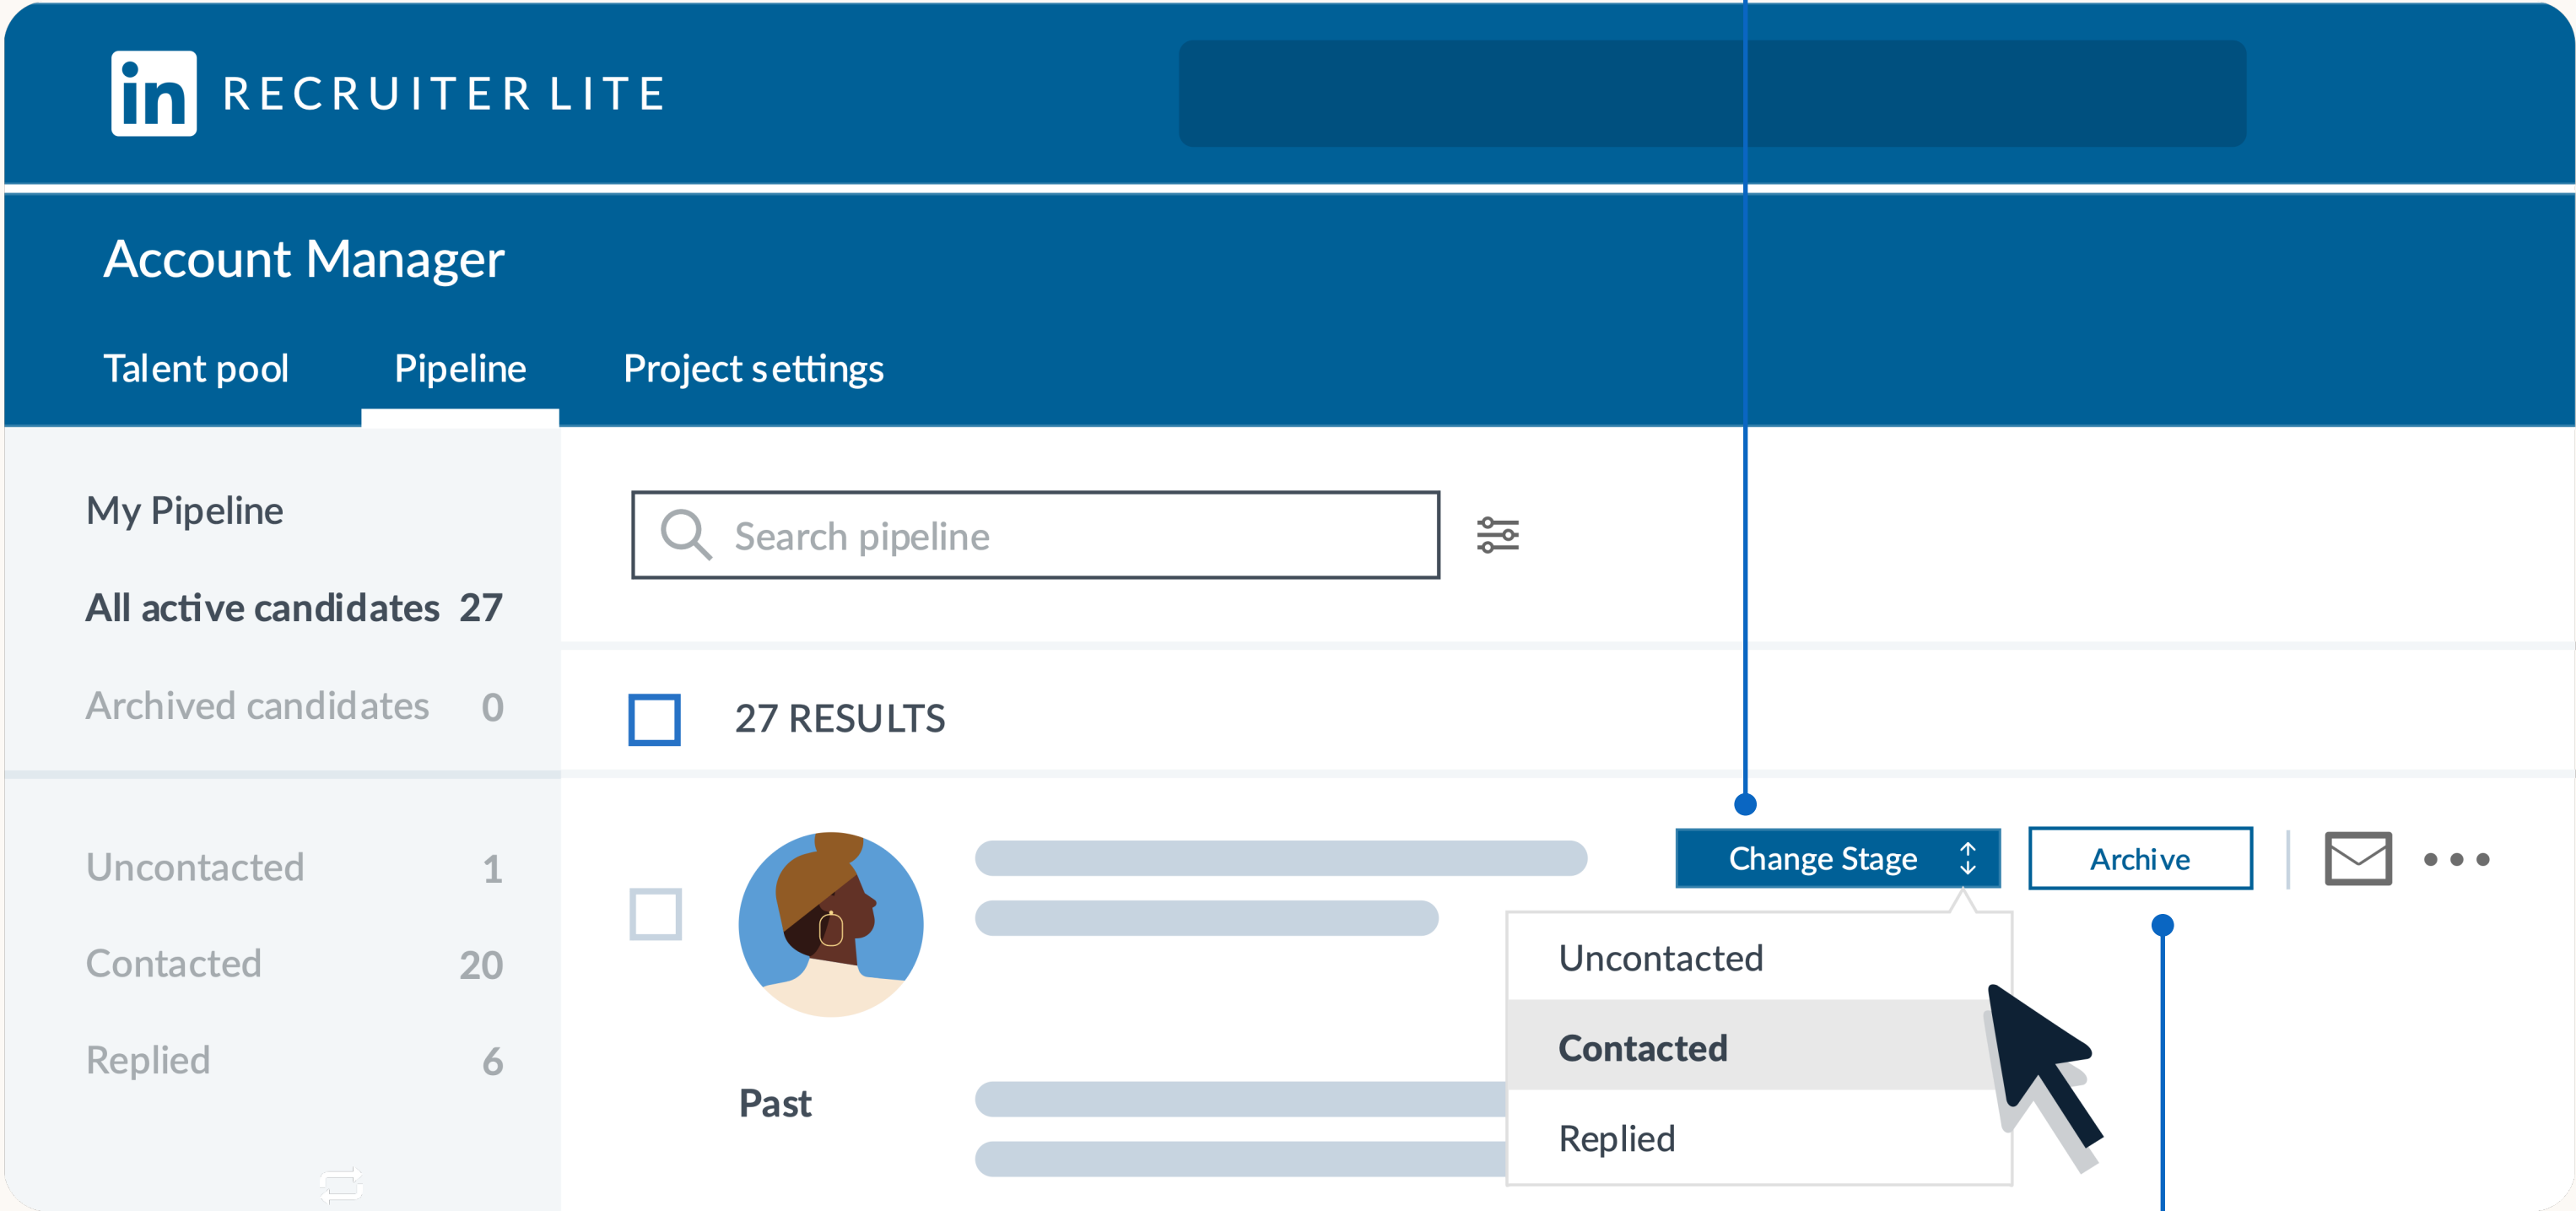 in RECRUITER LITE
Account Manager
Talent pool Pipeline Project settings
My Pipeline
All active candidates 27
Archived candidates 0
Uncontacted 1
Contacted 20
Replied 6
Search pipeline
27 RESULTS
Change Stage Archive
Uncontacted
Contacted
Replied
Past